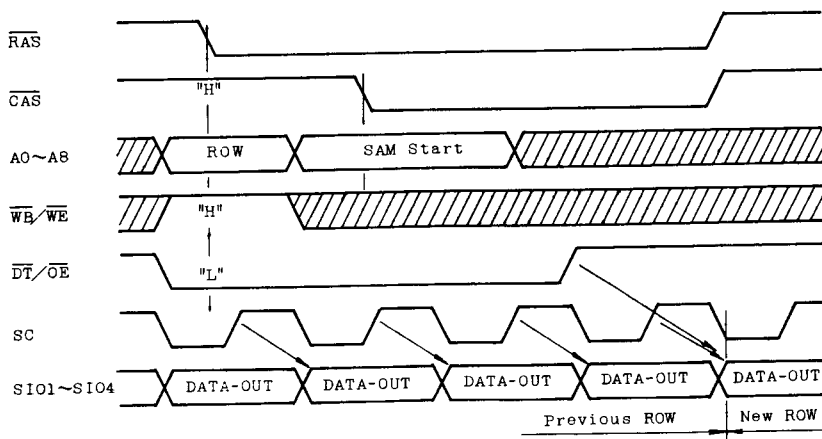 RAS
CAS
"H"
A0~A8
ROW
SAM Start
WB/WE
"H"
DT/OE
"L"
SC
SIO1~SIO4
DATA-OUT
DATA-OUT
DATA-OUT
DATA-OUT
DATA-OUT
Previous ROW
New ROW